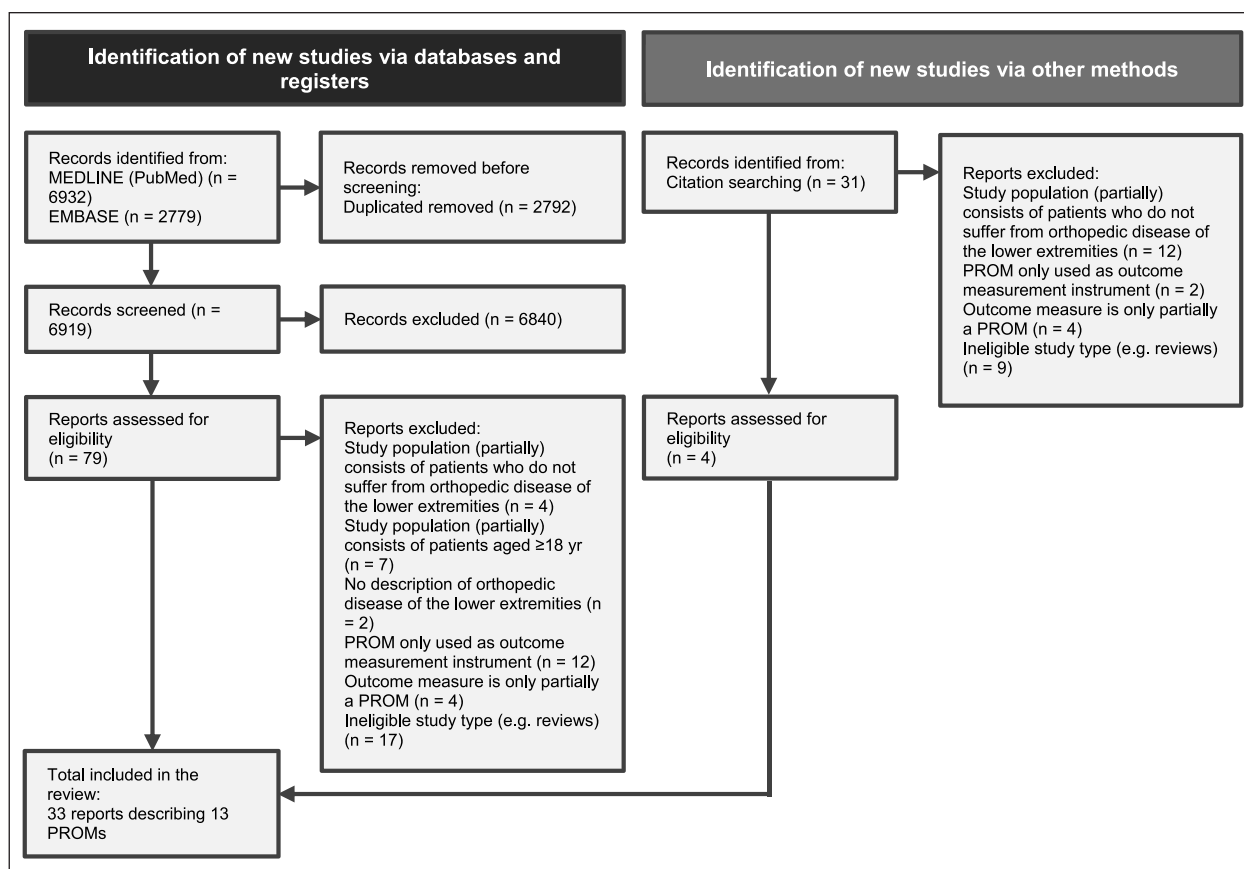 Identification of new studies via databases and
registers
Identification of new studies via other methods
Records identified from:
MEDLINE (PubMed) (n =
6932)
EMBASE (n = 2779)
Records removed before
screening:
Duplicated removed (n = 2792)
Records identified from:
Citation searching (n = 31)
Reports excluded:
Study population (partially)
consists of patients who do not
suffer from orthopedic disease of
the lower extremities (n = 12)
PROM only used as outcome
measurement instrument (n = 2)
Outcome measure is only partially
a PROM (n = 4)
Ineligible study type (e.g. reviews)
(n = 9)
Records screened (n =
6919)
Records excluded (n = 6840)
Reports assessed for
eligibility
(n = 79)
Reports excluded:
Study population (partially)
consists of patients who do not
suffer from orthopedic disease of
the lower extremities (n = 4)
Study population (partially)
consists of patients aged ≥18 yr
(n = 7)
No description of orthopedic
disease of the lower extremities (n
= 2)
PROM only used as outcome
measurement instrument (n = 12)
Outcome measure is only partially
a PROM (n = 4)
Ineligible study type (e.g. reviews)
(n = 17)
Reports assessed for
eligibility
(n = 4)
Total included in the
review:
33 reports describing 13
PROMs